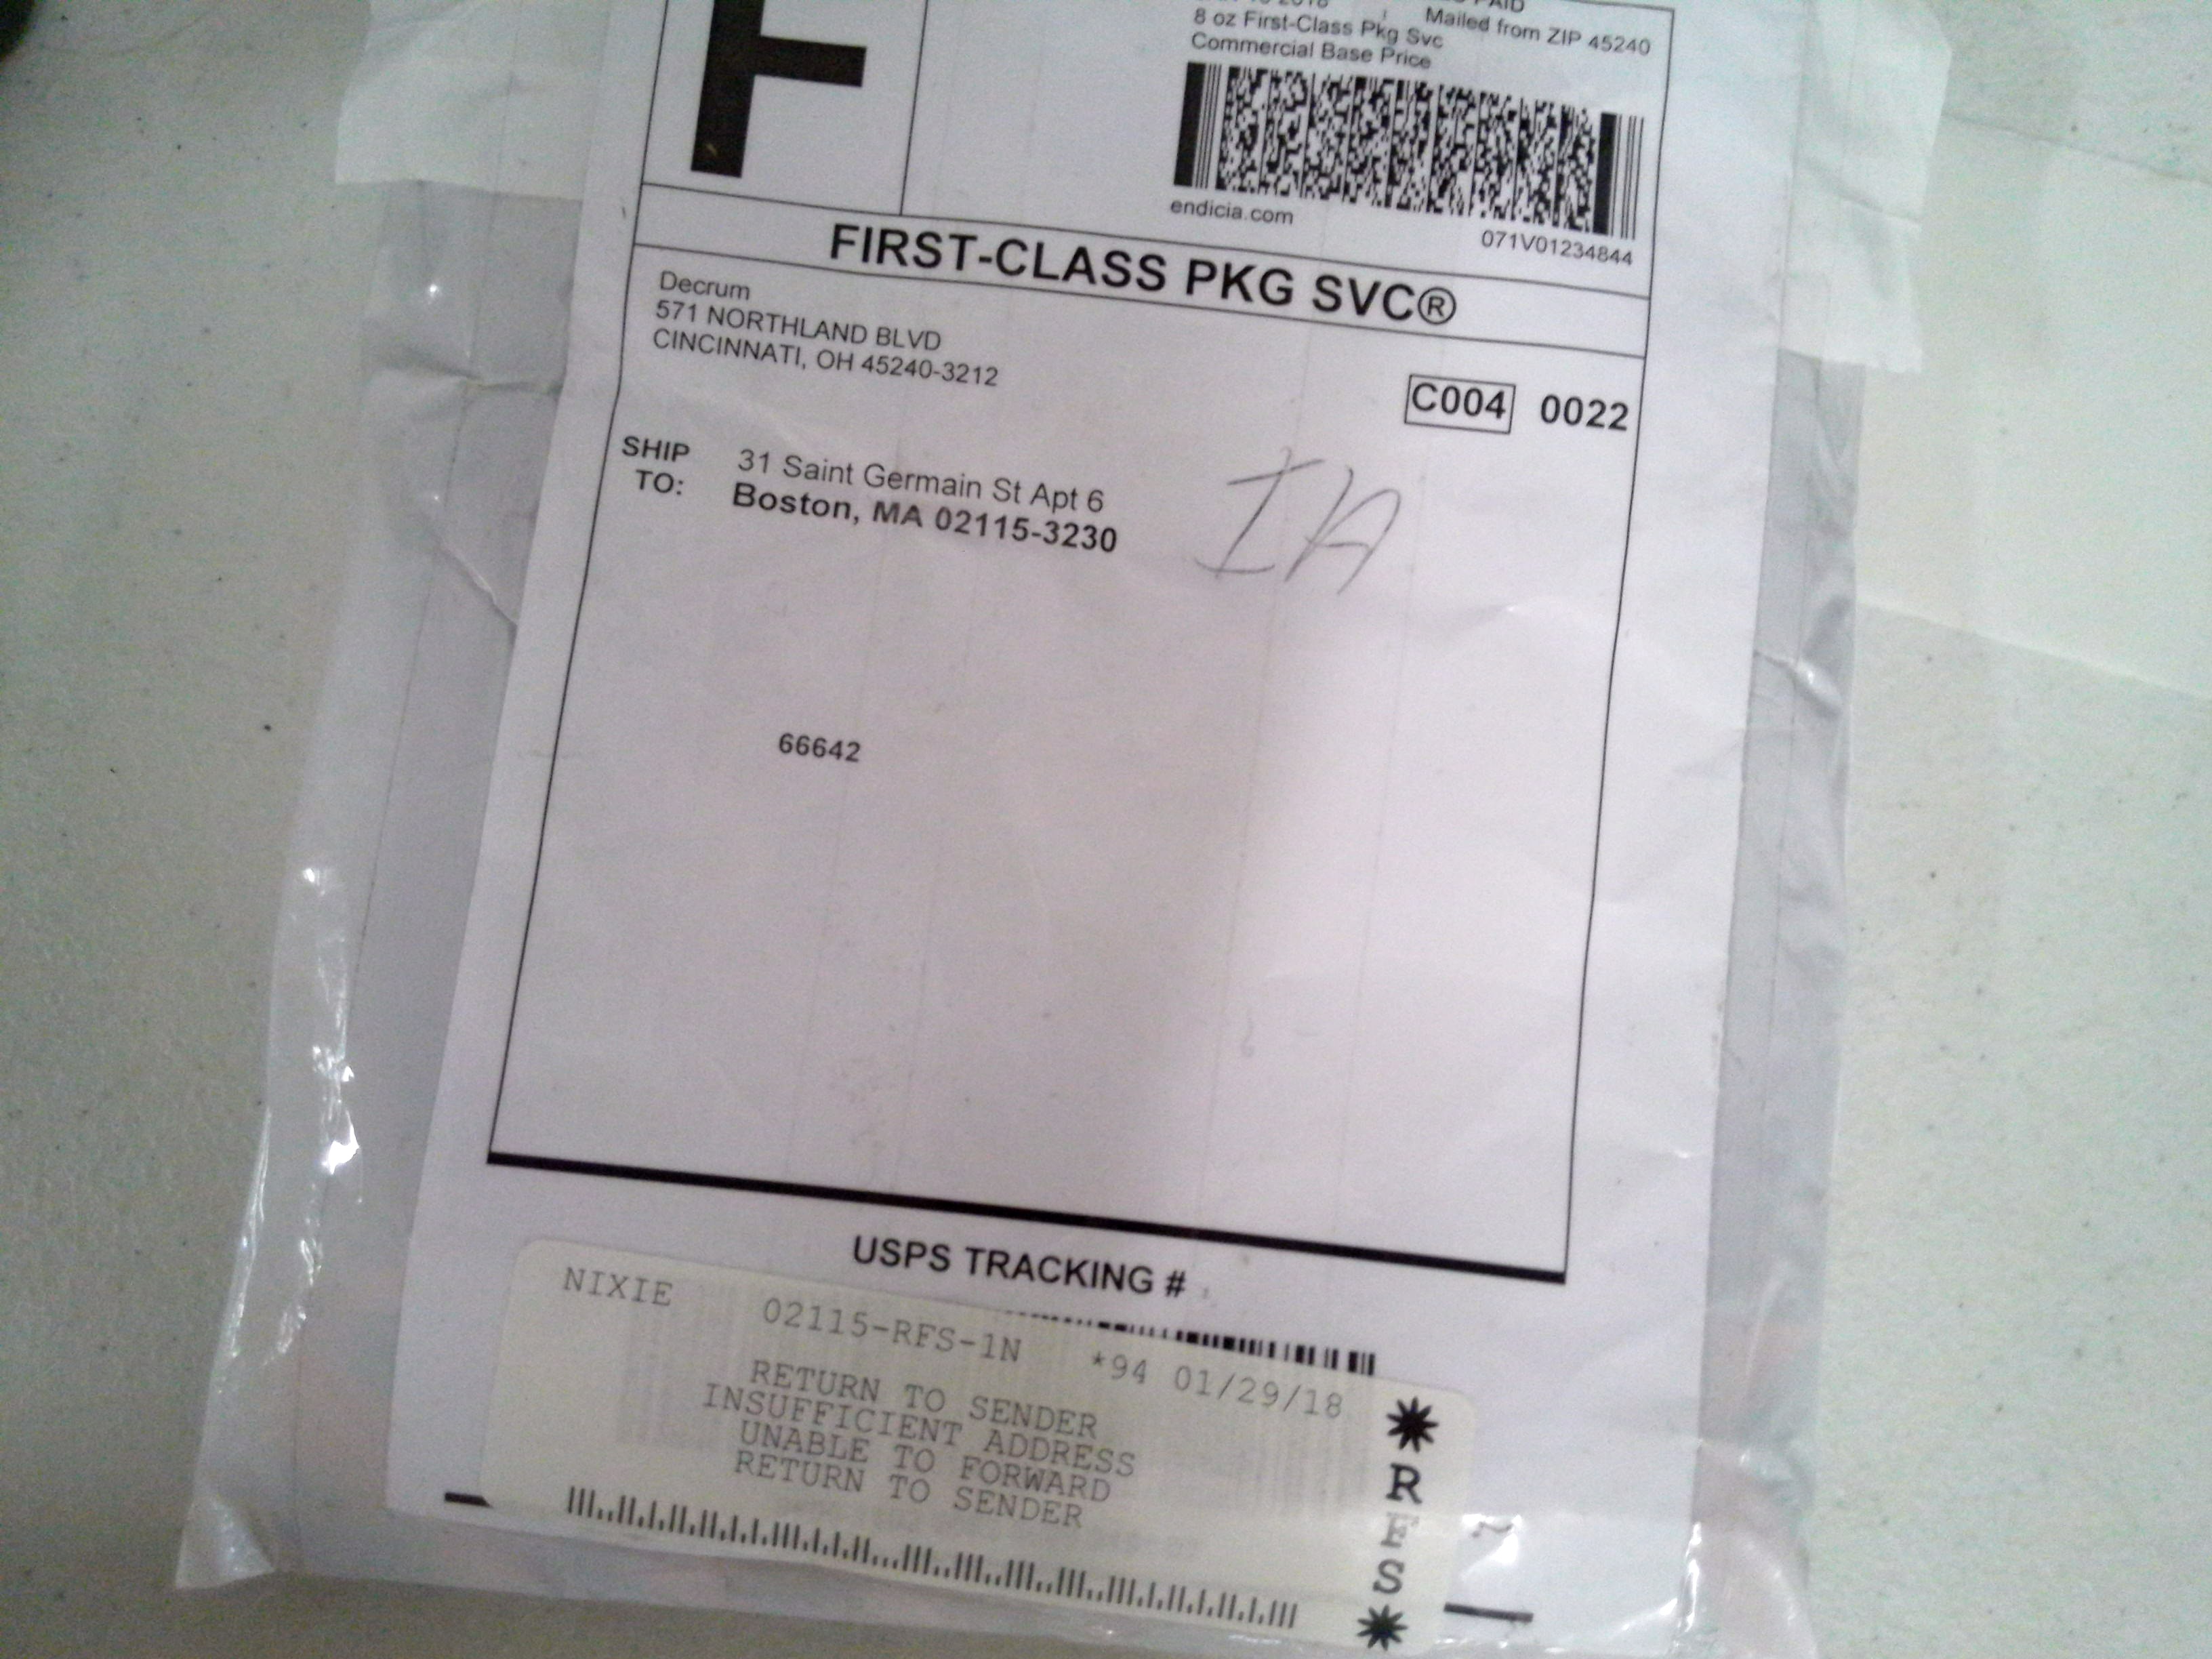 F
PAID
2018
Mailed from ZIP 45240
8 oz First-Class Pkg Svc
Commercial Base Price
endicia.com
071V01234844
FIRST-CLASS PKG SVC®
Decrum
571 NORTHLAND BLVD
CINCINNATI, OH 45240-3212
C004 0022
SHIP TO:
31 Saint Germain St Apt 6
Boston, MA 02115-3230
IA
66642
USPS TRACKING #
NIXIE 02115-RFS-1N *94 01/29/18
RETURN TO SENDER
INSUFFICIENT ADDRESS
UNABLE TO FORWARD
RETURN TO SENDER
*RFS*